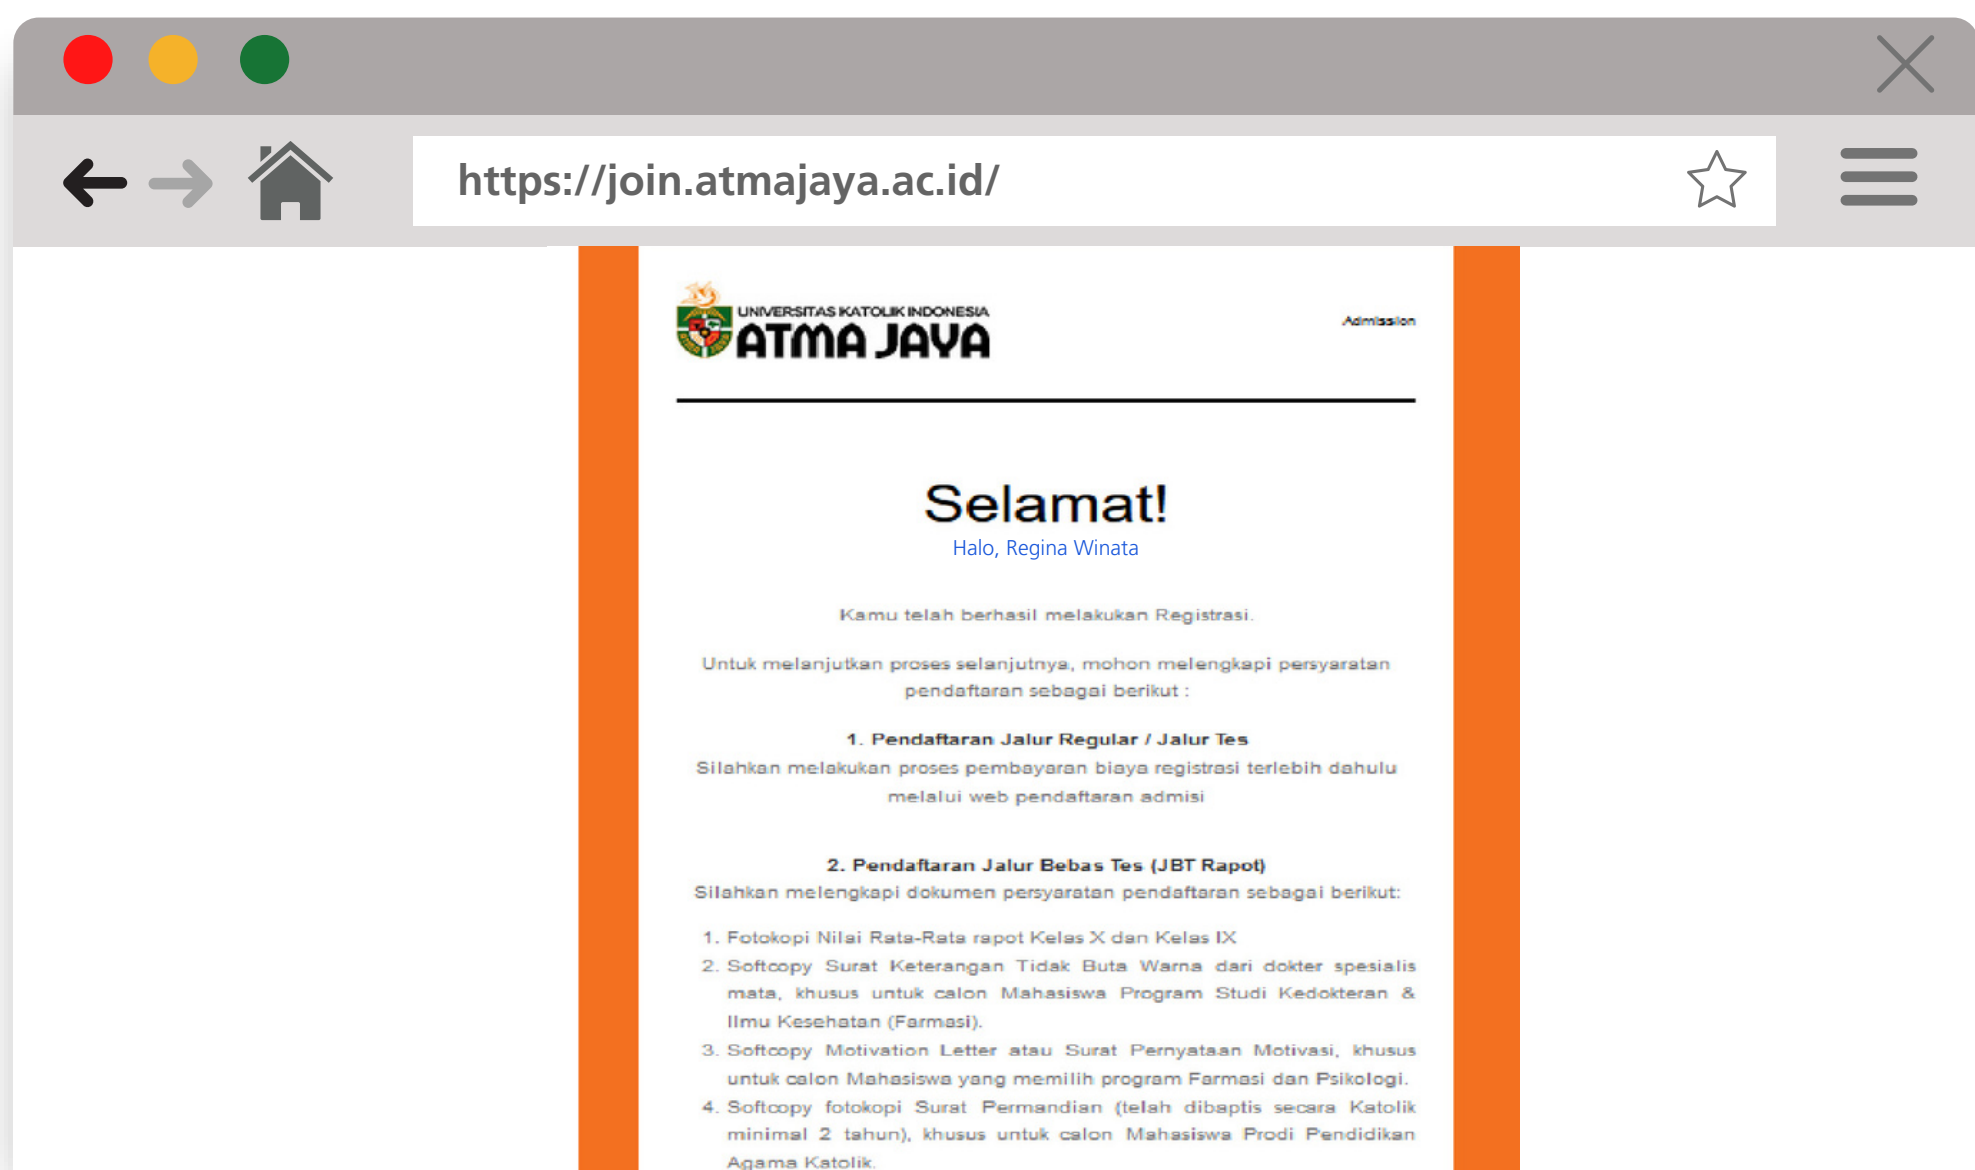 https://join.atmajaya.ac.id/
UNIVERSITAS KATOLIK INDONESIA
ATMA JAYA
Admission
Selamat!
Halo, Regina Winata
Kamu telah berhasil melakukan Registrasi.
Untuk melanjutkan proses selanjutnya, mohon melengkapi persyaratan
pendaftaran sebagai berikut :
1. Pendaftaran Jalur Regular / Jalur Tes
Silahkan melakukan proses pembayaran biaya registrasi terlebih dahulu
melalui web pendaftaran admisi
2. Pendaftaran Jalur Bebas Tes (JBT Rapot)
Silahkan melengkapi dokumen persyaratan pendaftaran sebagai berikut:
1. Fotokopi Nilai Rata-Rata rapot Kelas X dan Kelas IX
2. Softcopy Surat Keterangan Tidak Buta Warna dari dokter spesialis
mata, khusus untuk calon Mahasiswa Program Studi Kedokteran &
Ilmu Kesehatan (Farmasi).
3. Softcopy Motivation Letter atau Surat Pernyataan Motivasi, khusus
untuk calon Mahasiswa yang memilih program Farmasi dan Psikologi.
4. Softcopy fotokopi Surat Permandian (telah dibaptis secara Katolik
minimal 2 tahun), khusus untuk calon Mahasiswa Prodi Pendidikan
Agama Katolik.